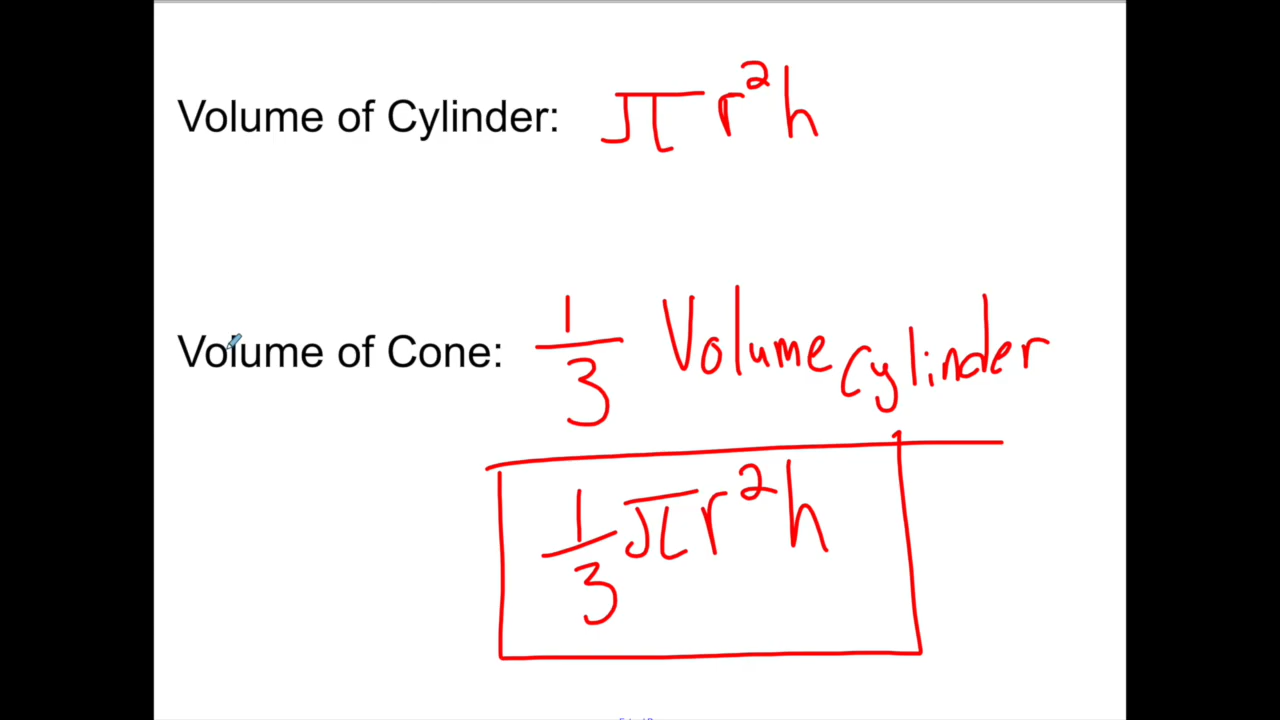 Volume of Cylinder: πr²h
Volume of Cone: 1/3 Volume cylinder
1/3 πr²h